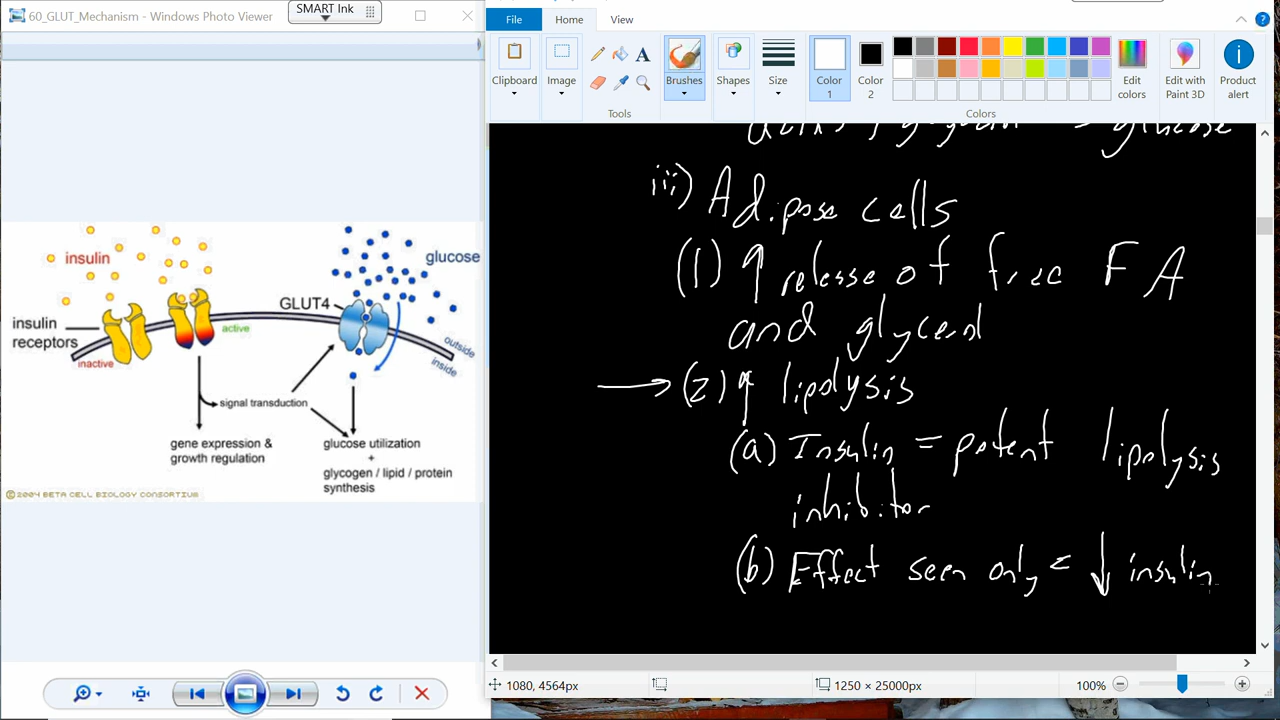 60_GLUT_Mechanism - Windows Photo Viewer
SMART Ink
insulin
glucose
GLUT4
insulin
receptors
active
inactive
outside
inside
signal transduction
gene expression &
growth regulation
glucose utilization
+
glycogen / lipid / protein
synthesis
©2004 BETA CELL BIOLOGY CONSORTIUM
File
Home
View
Clipboard
Image
Tools
Brushes
Shapes
Size
Color
1
Color
2
Colors
Edit
colors
Edit with
Paint 3D
Product
alert
glucose
iii) Adipose cells
(1) ↑ release of free FA
and glycerol
→ (2) ↑ lipolysis
(a) Insulin = potent lipolysis
inhibitor
(b) Effect seen only < ↓ insulin
1080, 4564px
1250 × 25000px
100%